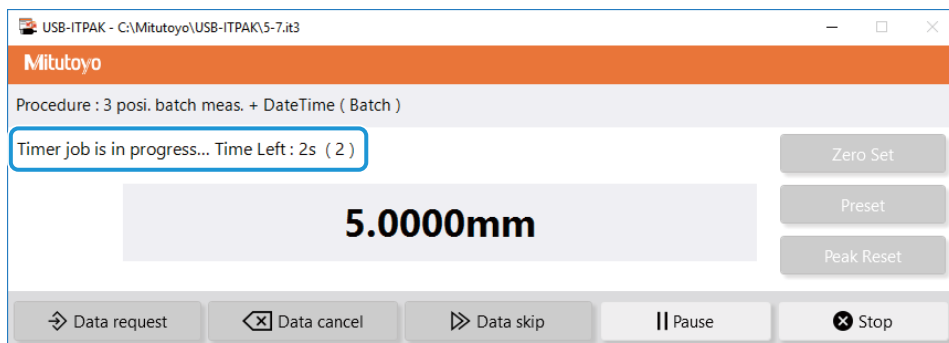 USB-ITPAK - C:\Mitutoyo\USB-ITPAK\5-7.it3
Mitutoyo
Procedure : 3 posi. batch meas. + DateTime ( Batch )
Timer job is in progress... Time Left : 2s ( 2 )
Zero Set
5.0000mm
Preset
Peak Reset
Data request
Data cancel
Data skip
Pause
Stop